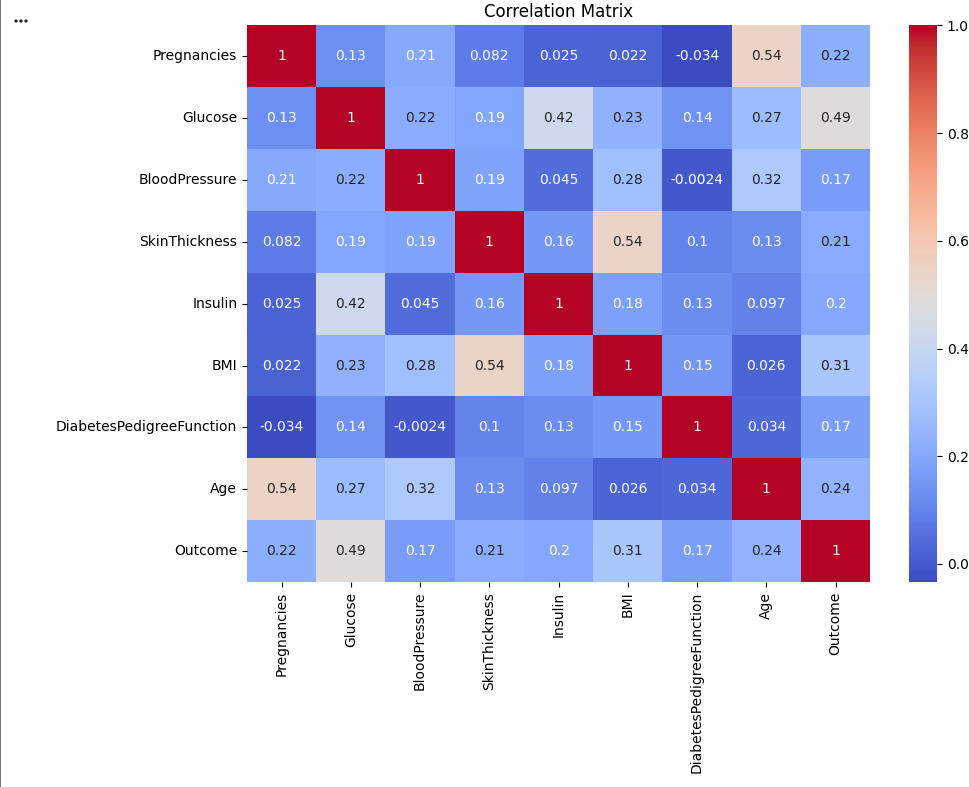 ...
Correlation Matrix
Pregnancies 1 0.13 0.21 0.082 0.025 0.022 -0.034 0.54 0.22
Glucose 0.13 1 0.22 0.19 0.42 0.23 0.14 0.27 0.49
BloodPressure 0.21 0.22 1 0.19 0.045 0.28 -0.0024 0.32 0.17
SkinThickness 0.082 0.19 0.19 1 0.16 0.54 0.1 0.13 0.21
Insulin 0.025 0.42 0.045 0.16 1 0.18 0.13 0.097 0.2
BMI 0.022 0.23 0.28 0.54 0.18 1 0.15 0.026 0.31
DiabetesPedigreeFunction -0.034 0.14 -0.0024 0.1 0.13 0.15 1 0.034 0.17
Age 0.54 0.27 0.32 0.13 0.097 0.026 0.034 1 0.24
Outcome 0.22 0.49 0.17 0.21 0.2 0.31 0.17 0.24 1
Pregnancies
Glucose
BloodPressure
SkinThickness
Insulin
BMI
DiabetesPedigreeFunction
Age
Outcome
1.0
0.8
0.6
0.4
0.2
0.0